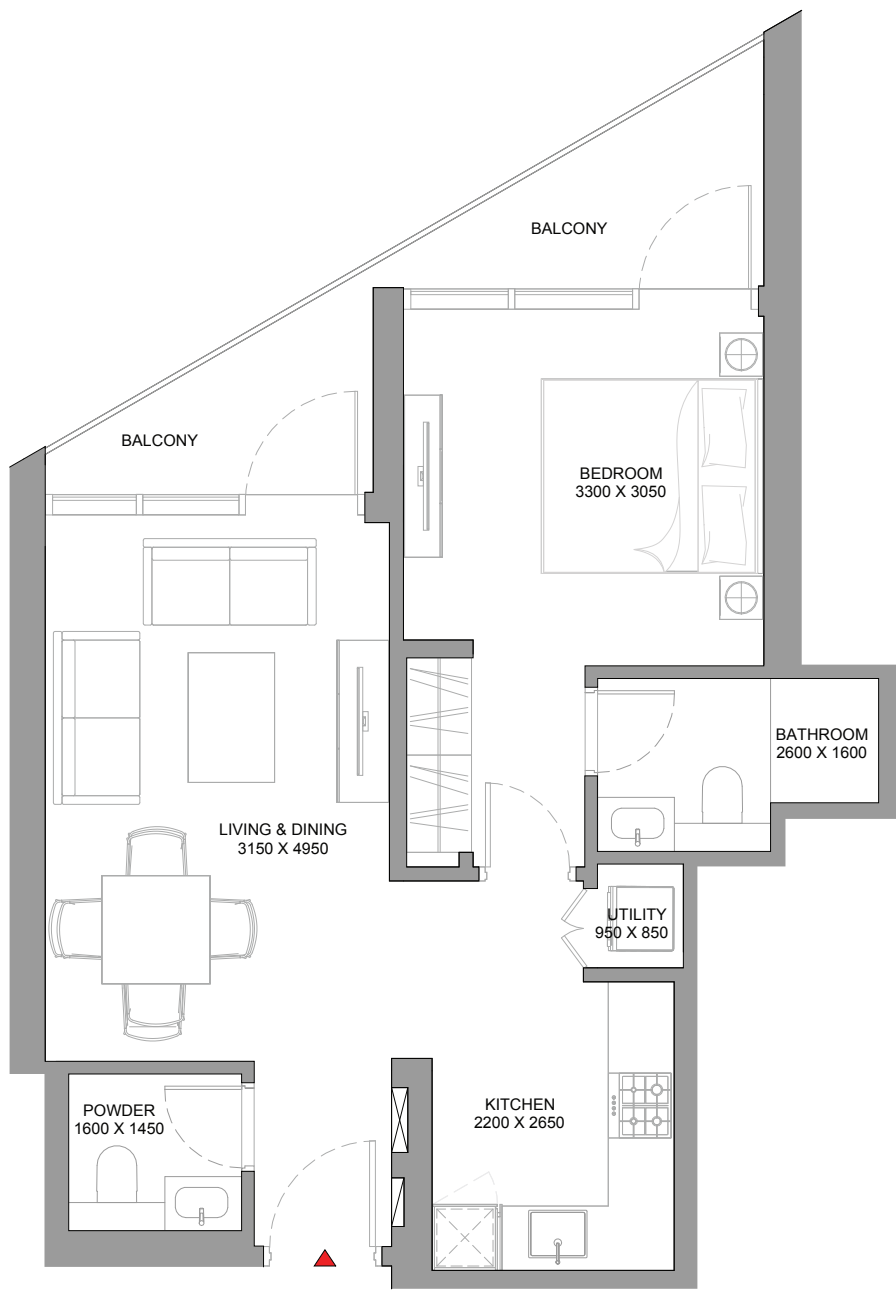 BALCONY
BALCONY
BEDROOM
3300 X 3050
BATHROOM
2600 X 1600
LIVING & DINING
3150 X 4950
UTILITY
950 X 850
KITCHEN
2200 X 2650
POWDER
1600 X 1450